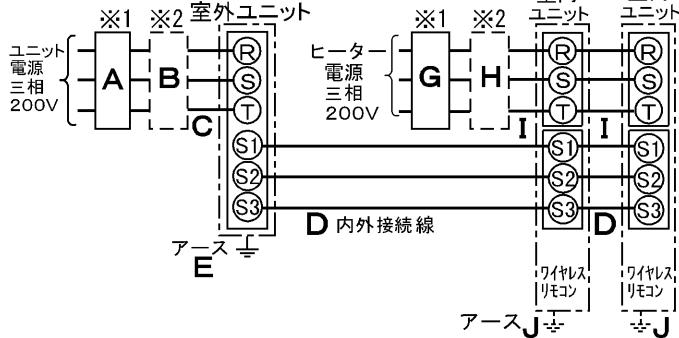 ※1 ※2 室外ユニット
ユニット
電源
三相
200V
A B C
R
S
T
S1
S2
S3
アース
E
D 内外接続線
※1 ※2
ヒーター
電源
三相
200V
G H
ユニット
ユニット
R R
S S
T T
I I
S1 S1
S2 S2
S3 S3
D
ワイヤレス
リモコン
ワイヤレス
リモコン
アース J J